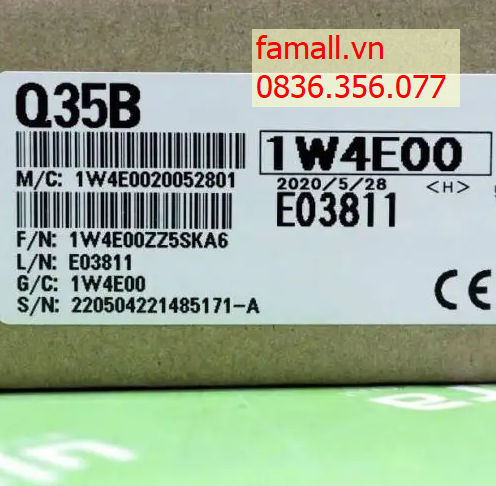 famall.vn
0836.356.077
Q35B
1W4E00
M/C: 1W4E0020052801
2020/5/28 <H>
E03811
F/N: 1W4E00ZZ5SKA6
L/N: E03811
G/C: 1W4E00
S/N: 220504221485171-A
CE